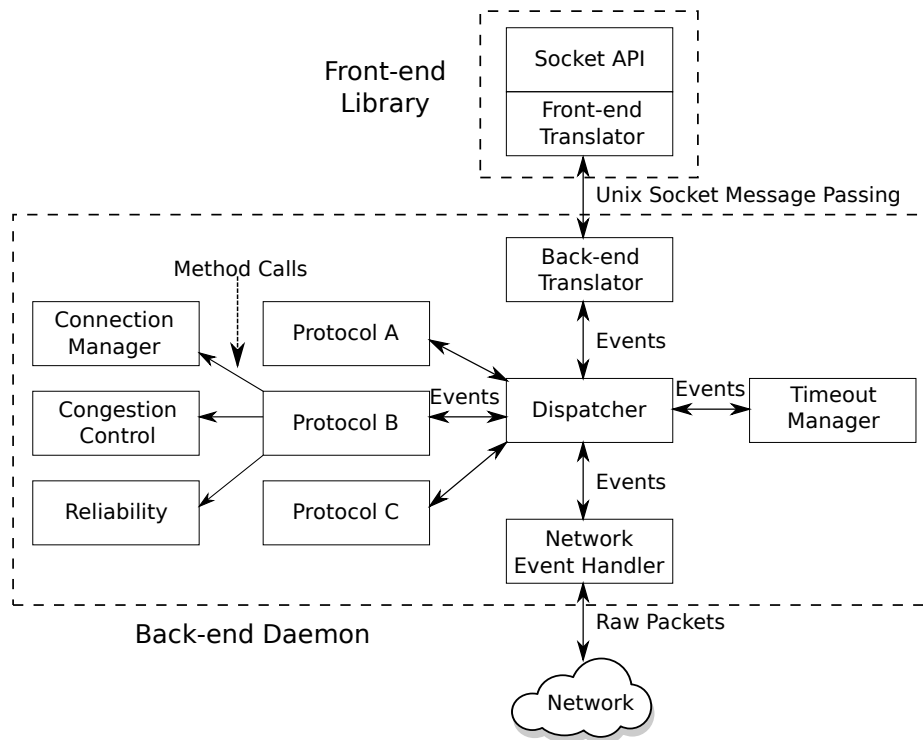 Socket API
Front-end
Library
Front-end
Translator
Unix Socket Message Passing
Back-end
Translator
Method Calls
Connection
Manager
Protocol A
Events
Congestion
Control
Protocol B
Events
Dispatcher
Events
Timeout
Manager
Reliability
Protocol C
Events
Network
Event Handler
Back-end Daemon
Raw Packets
Network